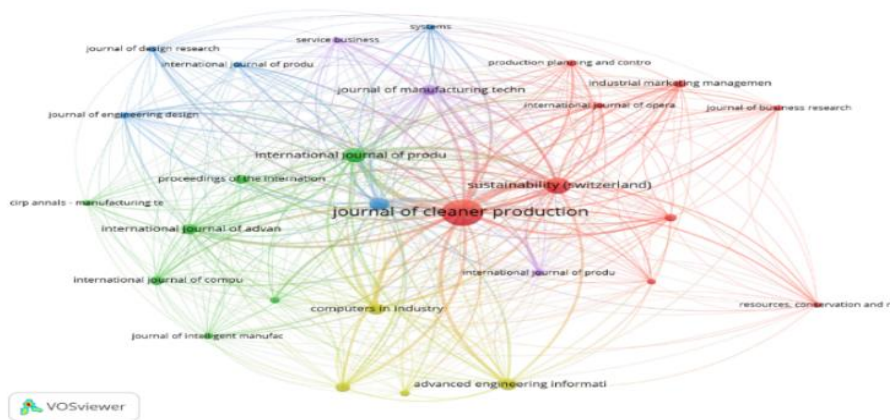 systems
service business
journal of design research
international journal of produ
production planning and contro
journal of manufacturing techn
industrial marketing managemen
international journal of opera
journal of business research
journal of engineering design
international journal of produ
proceedings of the internation
sustainability (switzerland)
cirp annals - manufacturing te
journal of cleaner production
international journal of advan
international journal of compu
international journal of produ
computers in industry
resources, conservation and r
journal of intelligent manufac
advanced engineering informati
VOSviewer